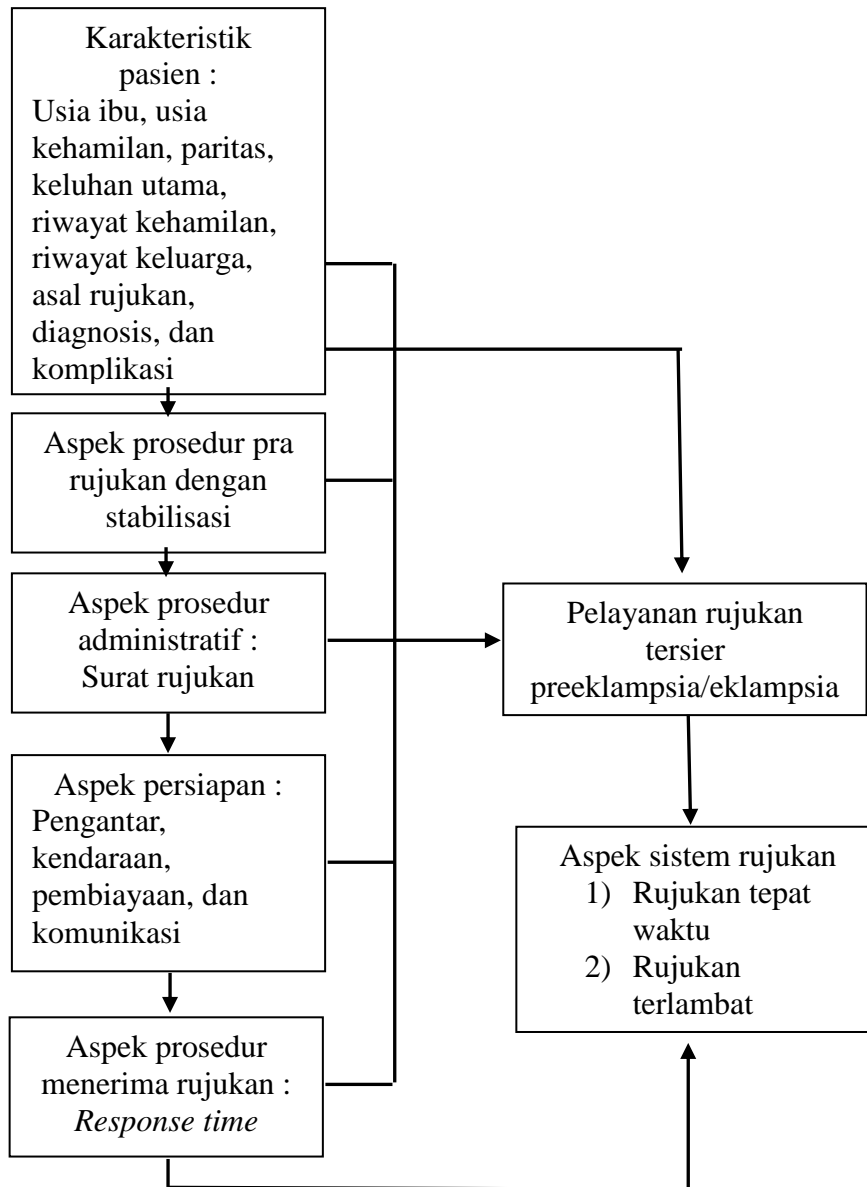 Karakteristik
pasien :
Usia ibu, usia
kehamilan, paritas,
keluhan utama,
riwayat kehamilan,
riwayat keluarga,
asal rujukan,
diagnosis, dan
komplikasi
Aspek prosedur pra
rujukan dengan
stabilisasi
Aspek prosedur
administratif :
Surat rujukan
Aspek persiapan :
Pengantar,
kendaraan,
pembiayaan, dan
komunikasi
Aspek prosedur
menerima rujukan :
Response time
Pelayanan rujukan
tersier
preeklampsia/eklampsia
Aspek sistem rujukan
1) Rujukan tepat
waktu
2) Rujukan
terlambat